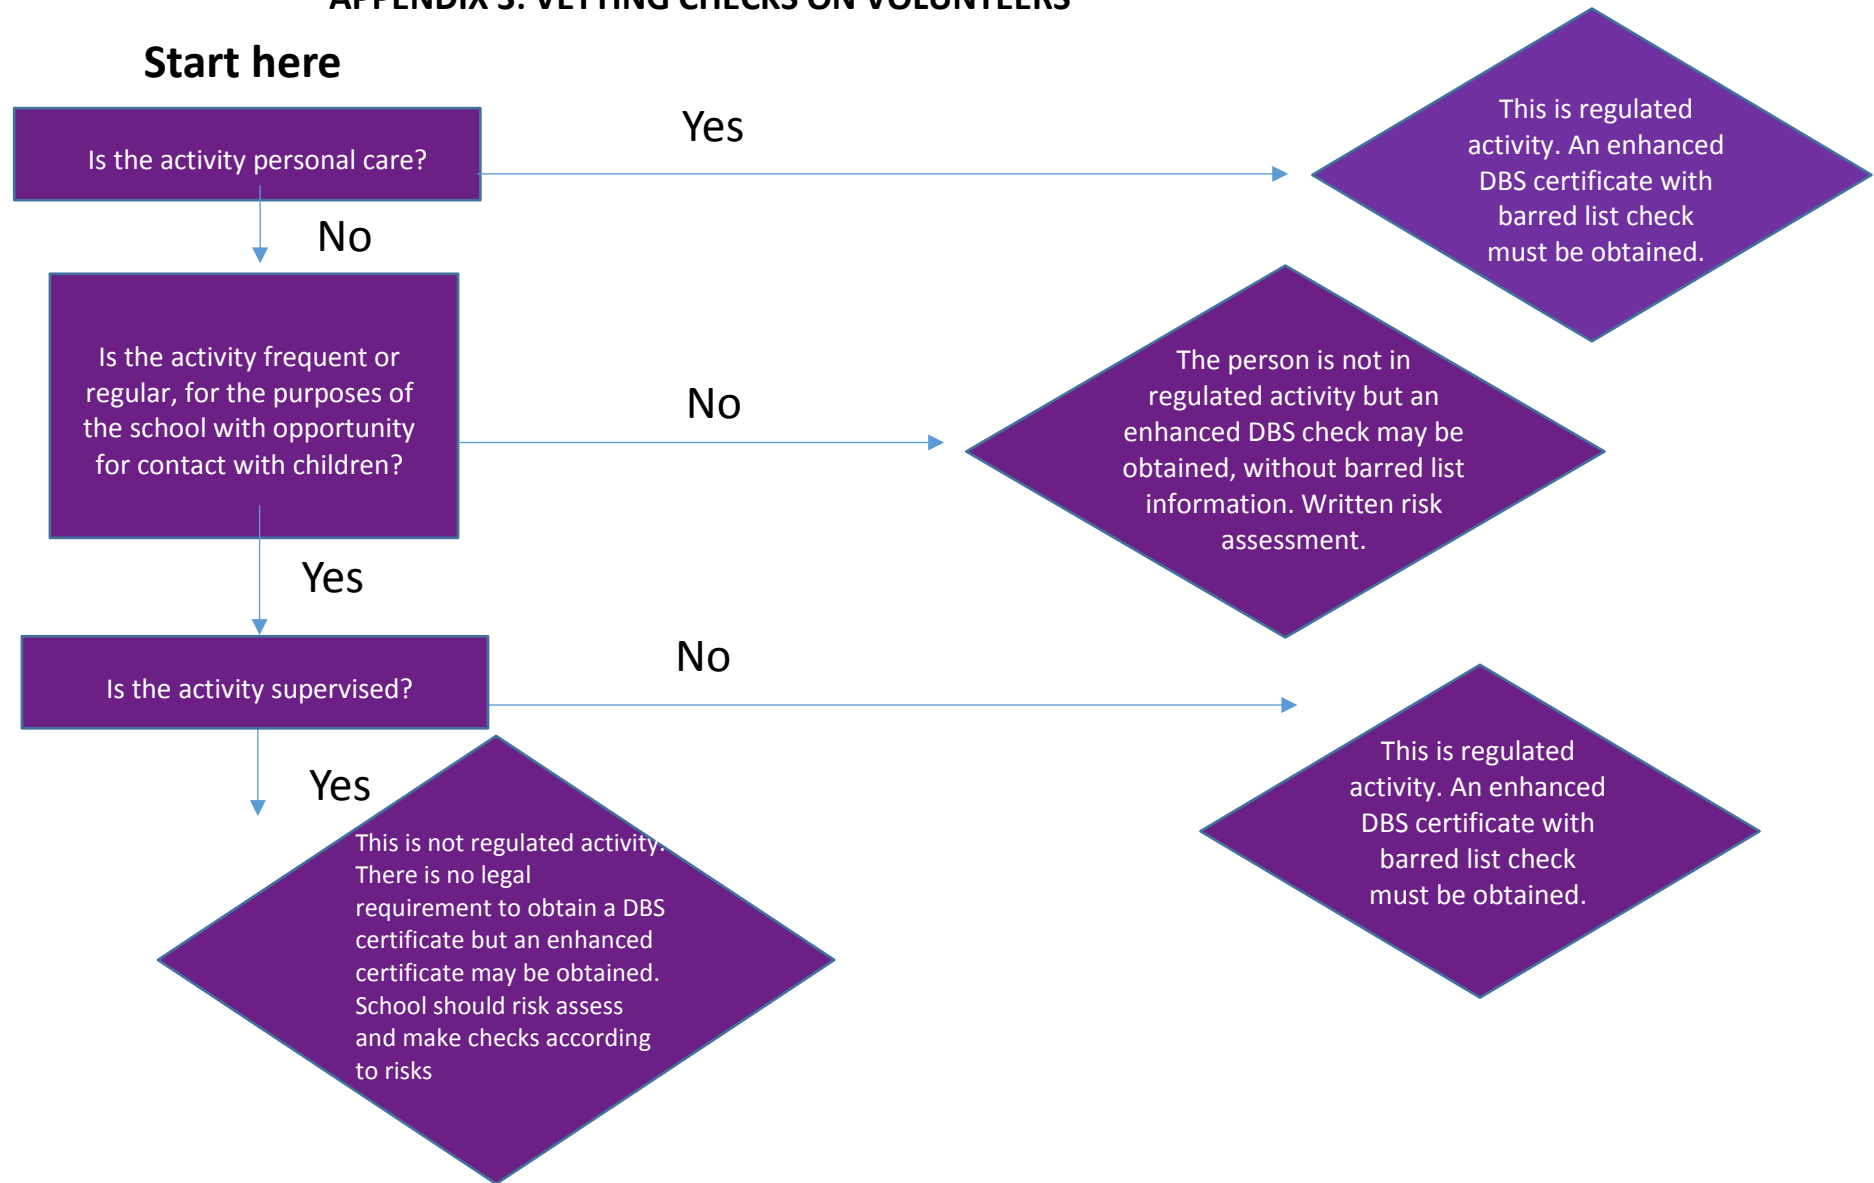 APPENDIX 3: VETTING CHECKS ON VOLUNTEERS
Start here
Is the activity personal care?
Yes
This is regulated
activity. An enhanced
DBS certificate with
barred list check
must be obtained.
No
Is the activity frequent or
regular, for the purposes of
the school with opportunity
for contact with children?
No
The person is not in
regulated activity but an
enhanced DBS check may be
obtained, without barred list
information. Written risk
assessment.
Yes
Is the activity supervised?
No
This is regulated
activity. An enhanced
DBS certificate with
barred list check
must be obtained.
Yes
This is not regulated activity.
There is no legal
requirement to obtain a DBS
certificate but an enhanced
certificate may be obtained.
School should risk assess
and make checks according
to risks